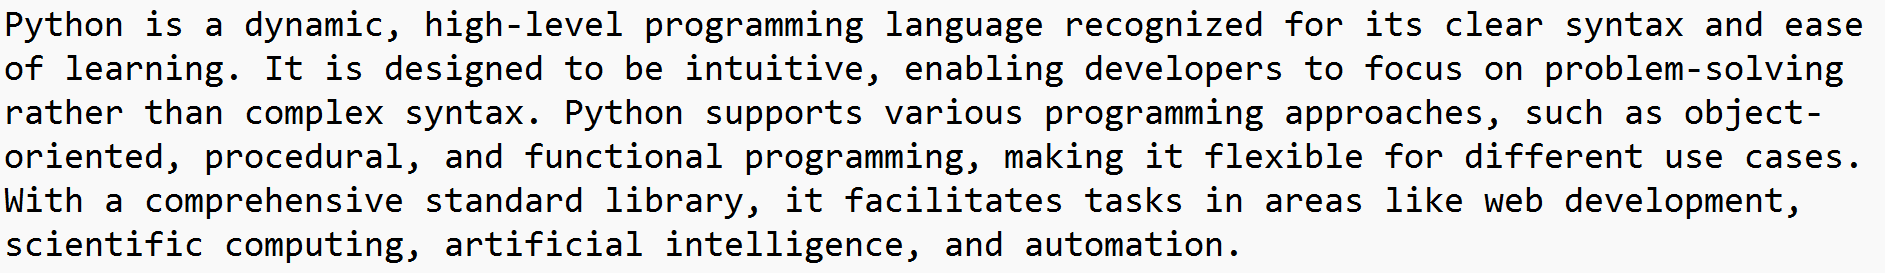 Python is a dynamic, high-level programming language recognized for its clear syntax and ease
of learning. It is designed to be intuitive, enabling developers to focus on problem-solving
rather than complex syntax. Python supports various programming approaches, such as object-
oriented, procedural, and functional programming, making it flexible for different use cases.
With a comprehensive standard library, it facilitates tasks in areas like web development,
scientific computing, artificial intelligence, and automation.